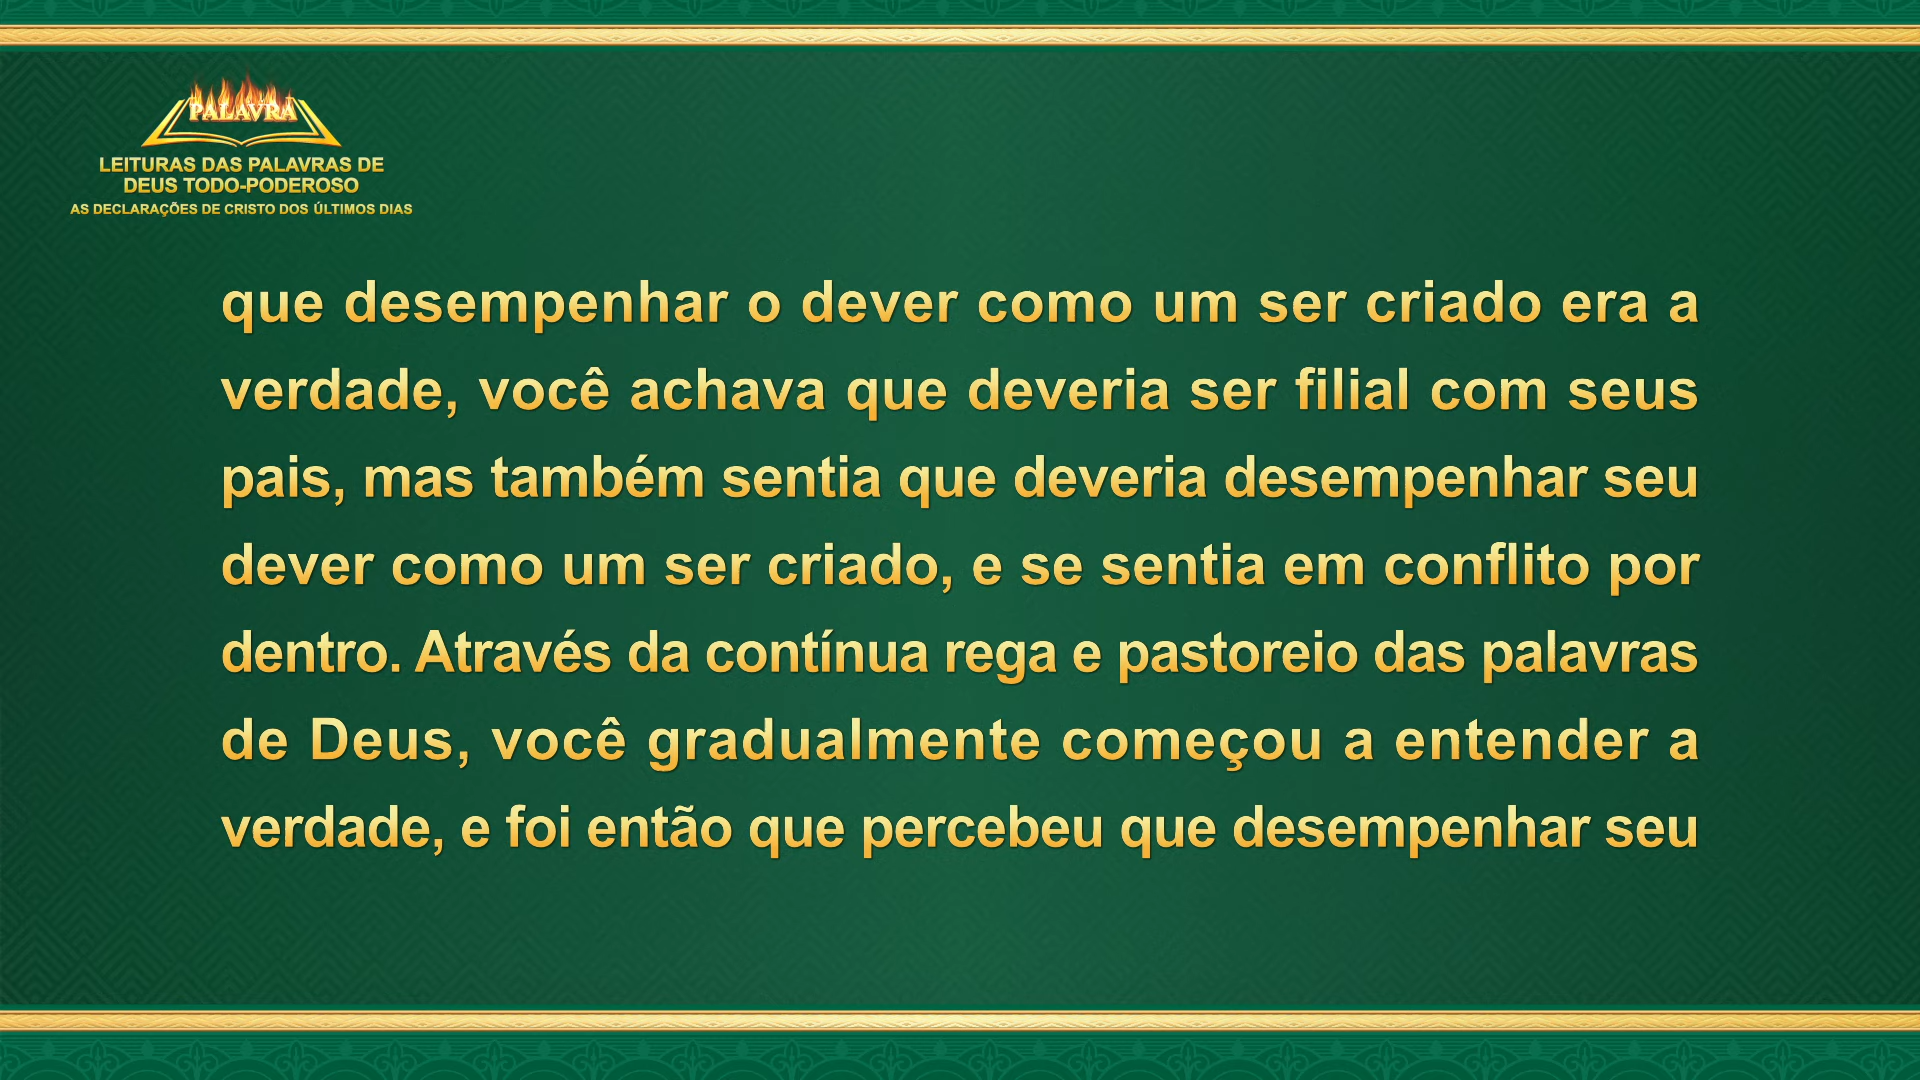 PALAVRA
LEITURAS DAS PALAVRAS DE
DEUS TODO-PODEROSO
AS DECLARAÇÕES DE CRISTO DOS ÚLTIMOS DIAS
que desempenhar o dever como um ser criado era a
verdade, você achava que deveria ser filial com seus
pais, mas também sentia que deveria desempenhar seu
dever como um ser criado, e se sentia em conflito por
dentro. Através da contínua rega e pastoreio das palavras
de Deus, você gradualmente começou a entender a
verdade, e foi então que percebeu que desempenhar seu